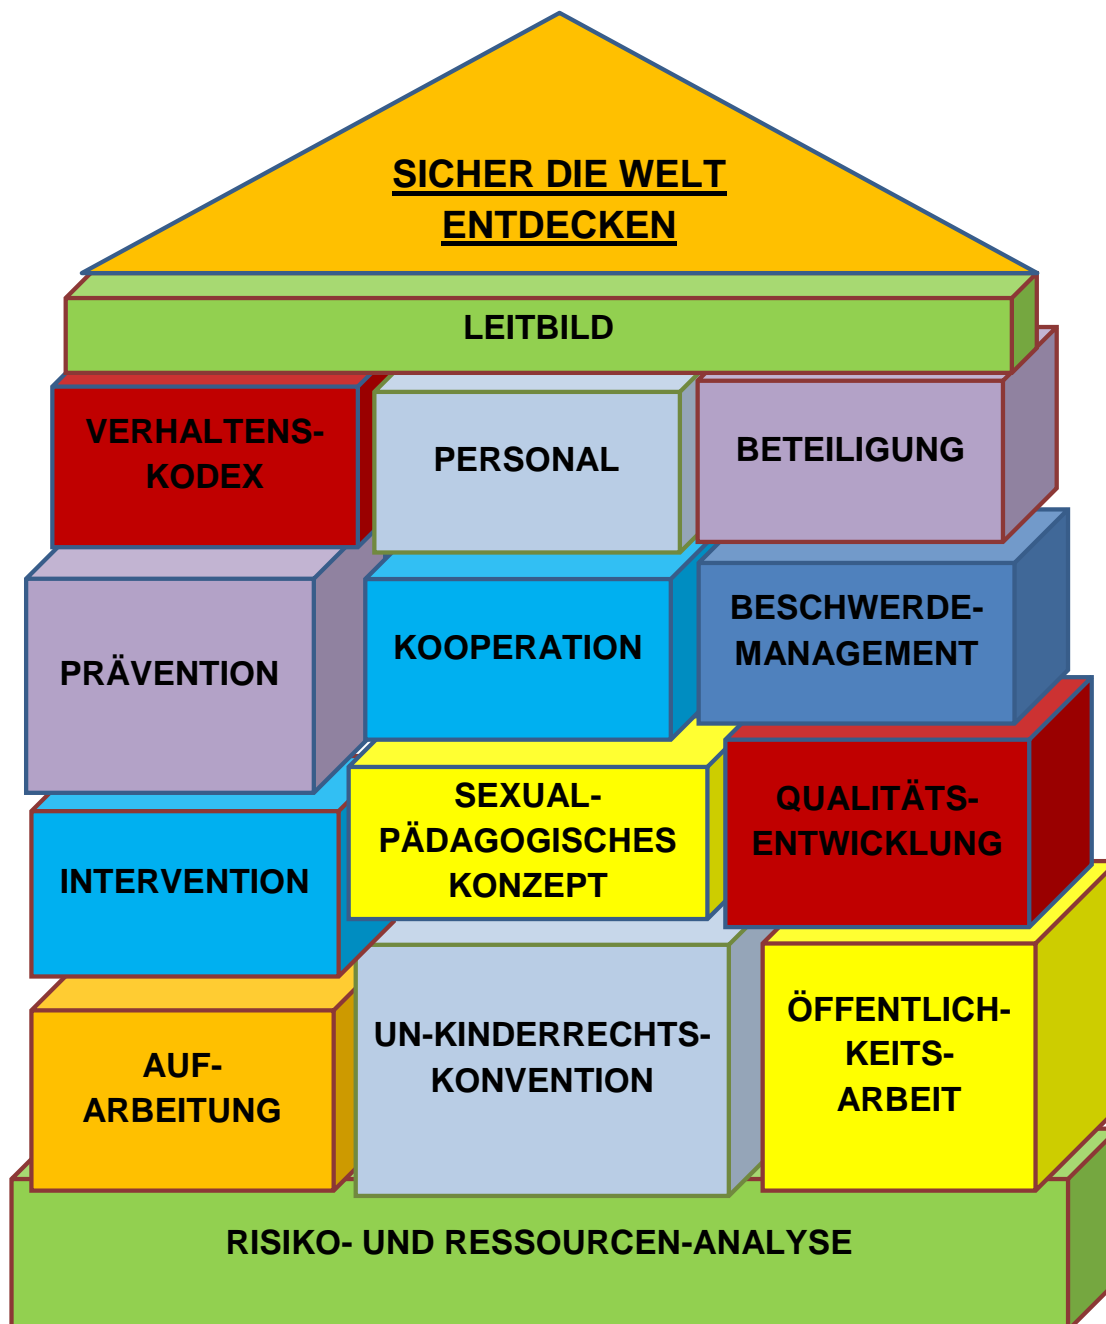 SICHER DIE WELT
ENTDECKEN
LEITBILD
VERHALTENS-
KODEX
PERSONAL
BETEILIGUNG
PRÄVENTION
KOOPERATION
BESCHWERDE-
MANAGEMENT
INTERVENTION
SEXUAL-
PÄDAGOGISCHES
KONZEPT
QUALITÄTS-
ENTWICKLUNG
AUF-
ARBEITUNG
UN-KINDERRECHTS-
KONVENTION
ÖFFENTLICH-
KEITS-
ARBEIT
RISIKO- UND RESSOURCEN-ANALYSE